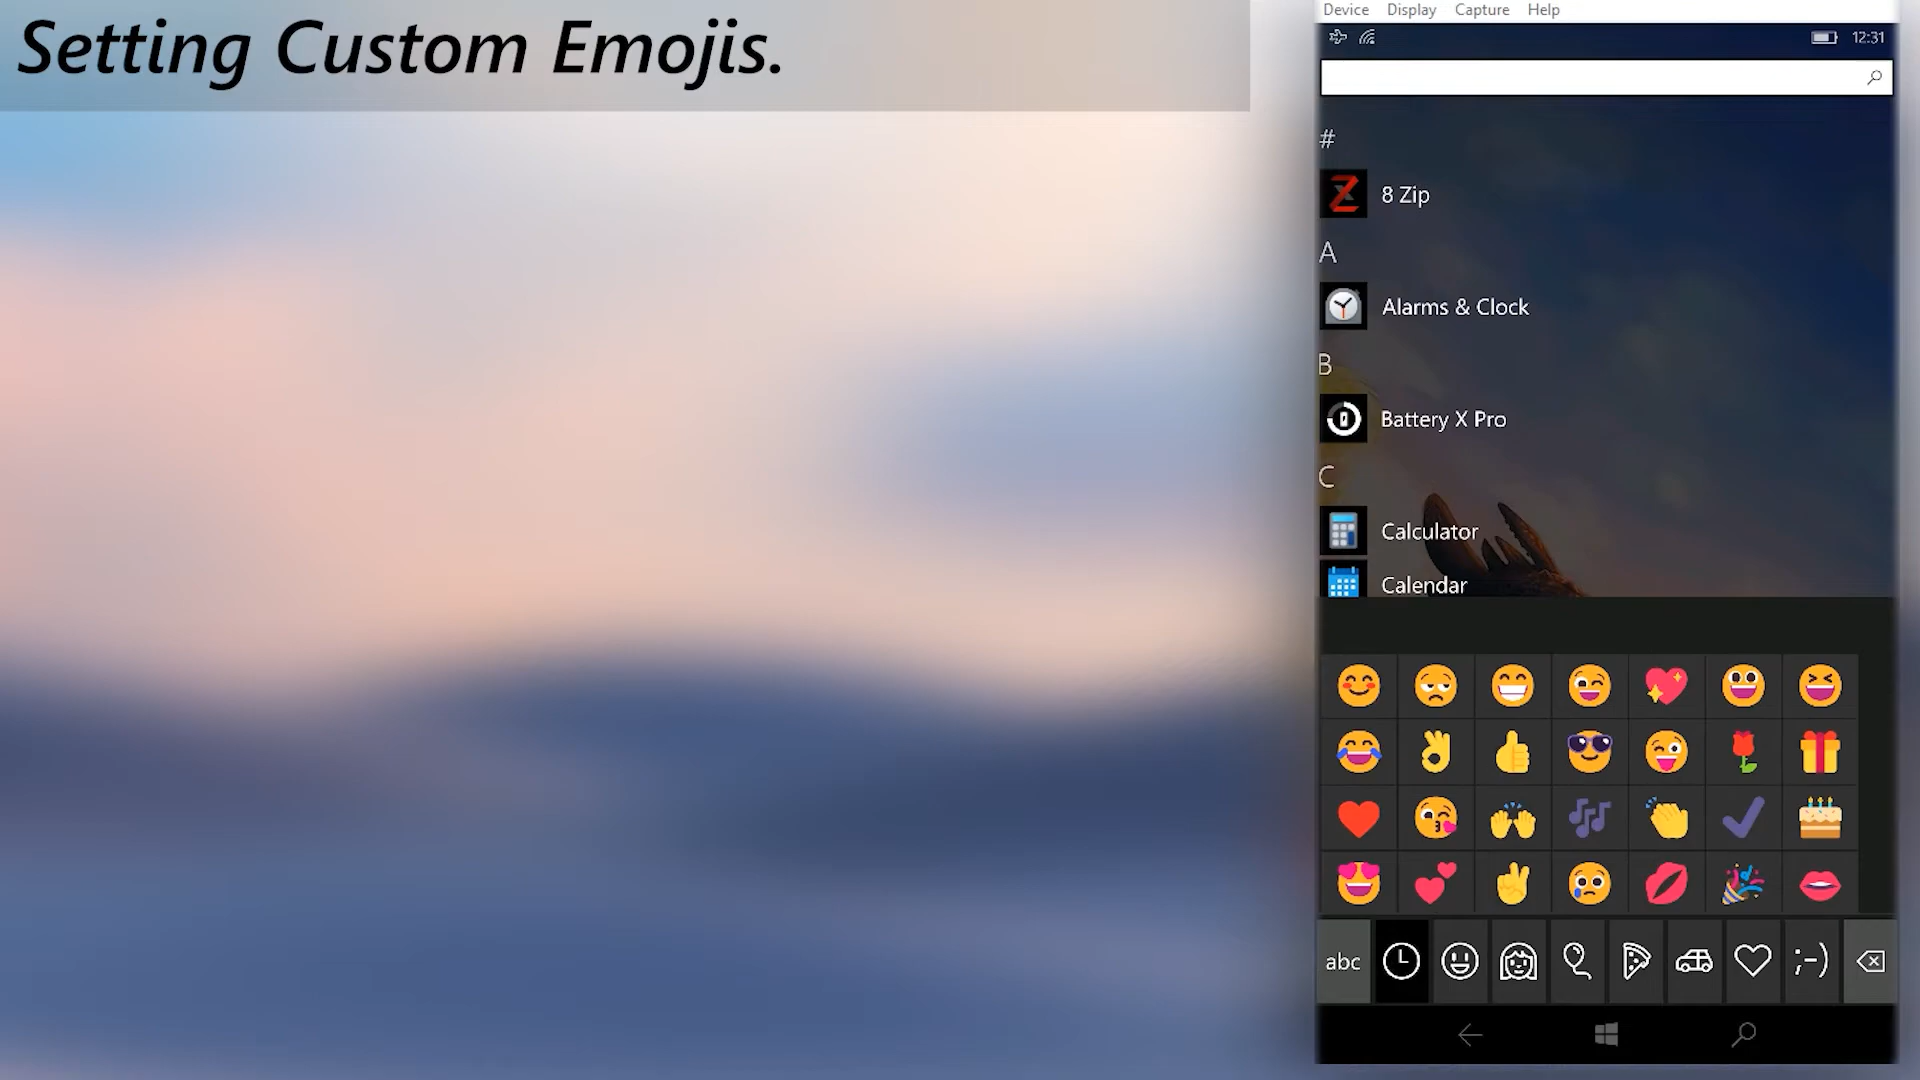 Setting Custom Emojis.
Device Display Capture Help
12:31
#
8 Zip
A
Alarms & Clock
B
Battery X Pro
C
Calculator
Calendar
abc ;-)